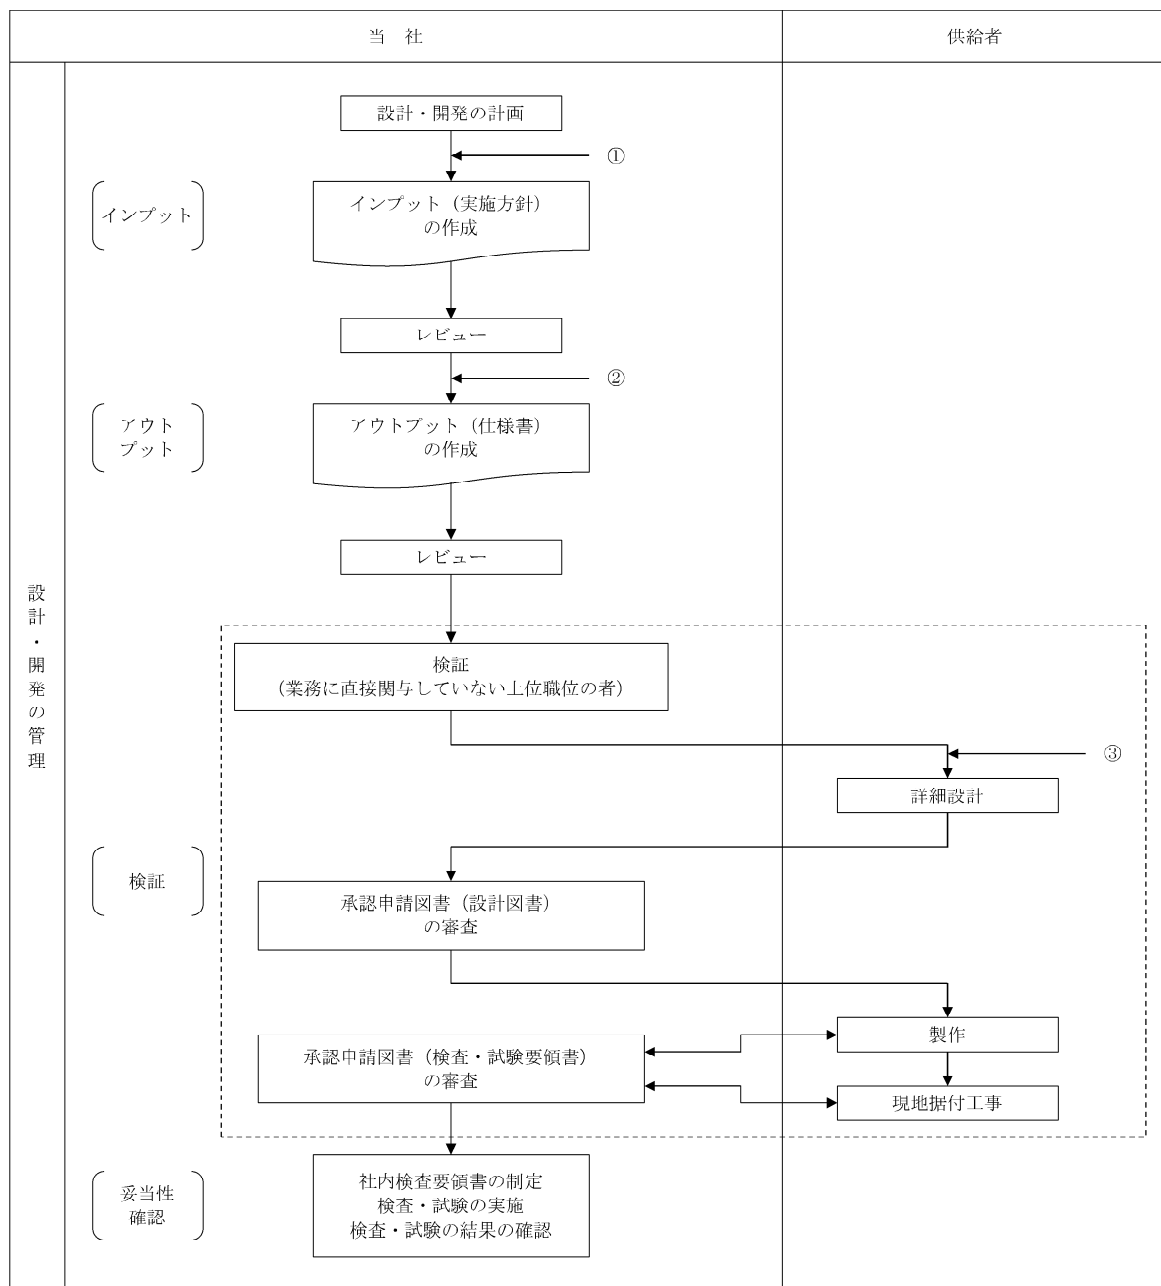 当　社
供給者
設計・開発の管理
設計・開発の計画
①
インプット
インプット（実施方針）
の作成
レビュー
②
アウト
プット
アウトプット（仕様書）
の作成
レビュー
検証
（業務に直接関与していない上位職位の者）
③
詳細設計
検証
承認申請図書（設計図書）
の審査
製作
承認申請図書（検査・試験要領書）
の審査
現地据付工事
妥当性
確認
社内検査要領書の制定
検査・試験の実施
検査・試験の結果の確認